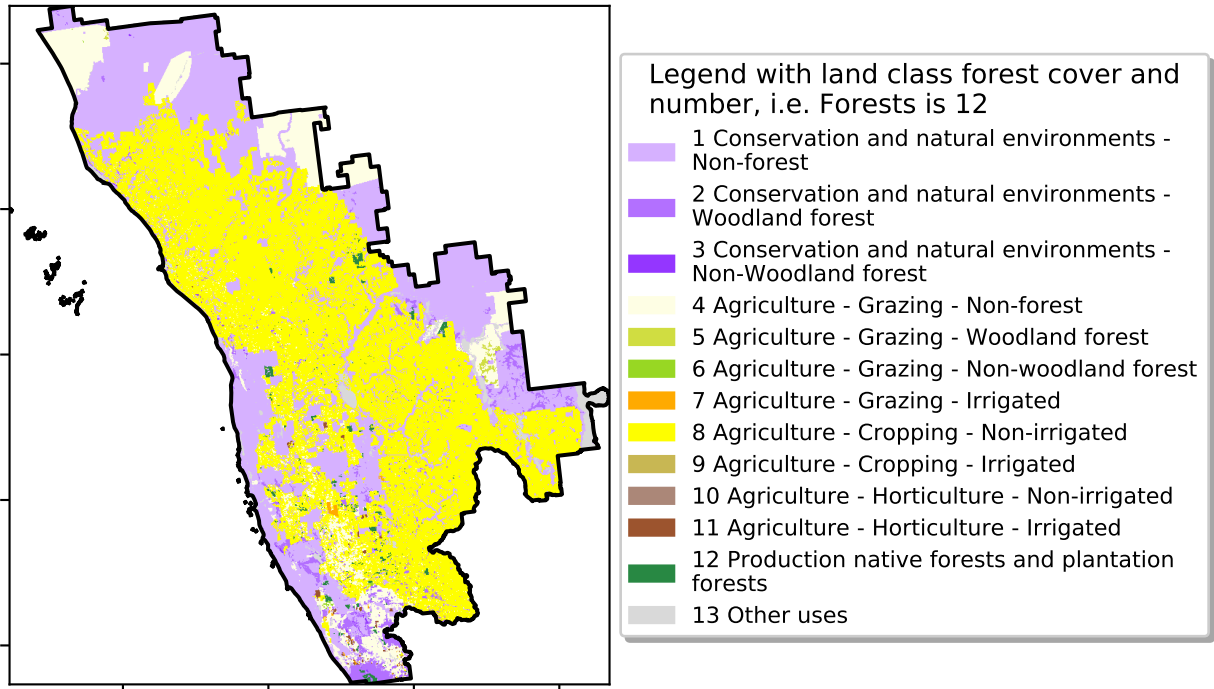 Legend with land class forest cover and
number, i.e. Forests is 12
1 Conservation and natural environments -
Non-forest
2 Conservation and natural environments -
Woodland forest
3 Conservation and natural environments -
Non-Woodland forest
4 Agriculture - Grazing - Non-forest
5 Agriculture - Grazing - Woodland forest
6 Agriculture - Grazing - Non-woodland forest
7 Agriculture - Grazing - Irrigated
8 Agriculture - Cropping - Non-irrigated
9 Agriculture - Cropping - Irrigated
10 Agriculture - Horticulture - Non-irrigated
11 Agriculture - Horticulture - Irrigated
12 Production native forests and plantation
forests
13 Other uses